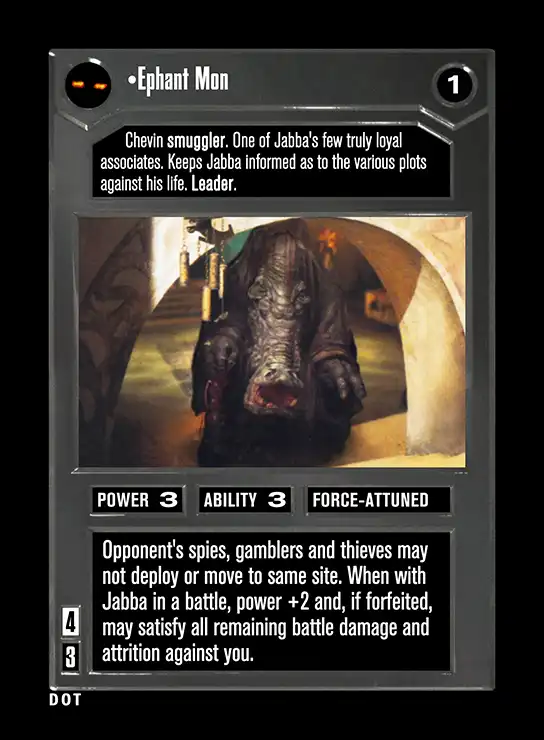 •Ephant Mon
1
Chevin smuggler. One of Jabba's few truly loyal
associates. Keeps Jabba informed as to the various plots
against his life. Leader.
POWER 3
ABILITY 3
FORCE-ATTUNED
Opponent's spies, gamblers and thieves may
not deploy or move to same site. When with
Jabba in a battle, power +2 and, if forfeited,
may satisfy all remaining battle damage and
attrition against you.
4
3
DOT